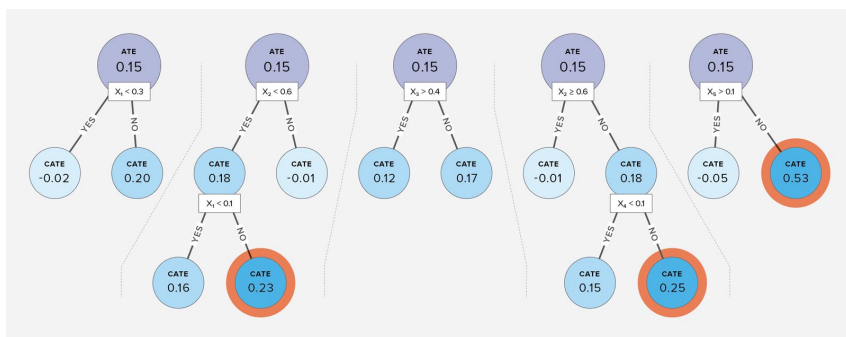 ATE
0.15
X₁ < 0.3
YES
NO
CATE
-0.02
CATE
0.20
ATE
0.15
X₂ < 0.6
YES
NO
CATE
0.18
CATE
-0.01
X₁ < 0.1
YES
NO
CATE
0.16
CATE
0.23
ATE
0.15
X₃ > 0.4
YES
NO
CATE
0.12
CATE
0.17
ATE
0.15
X₂ ≥ 0.6
YES
NO
CATE
-0.01
CATE
0.18
X₄ < 0.1
YES
NO
CATE
0.15
CATE
0.25
ATE
0.15
X₅ > 0.1
YES
NO
CATE
-0.05
CATE
0.53